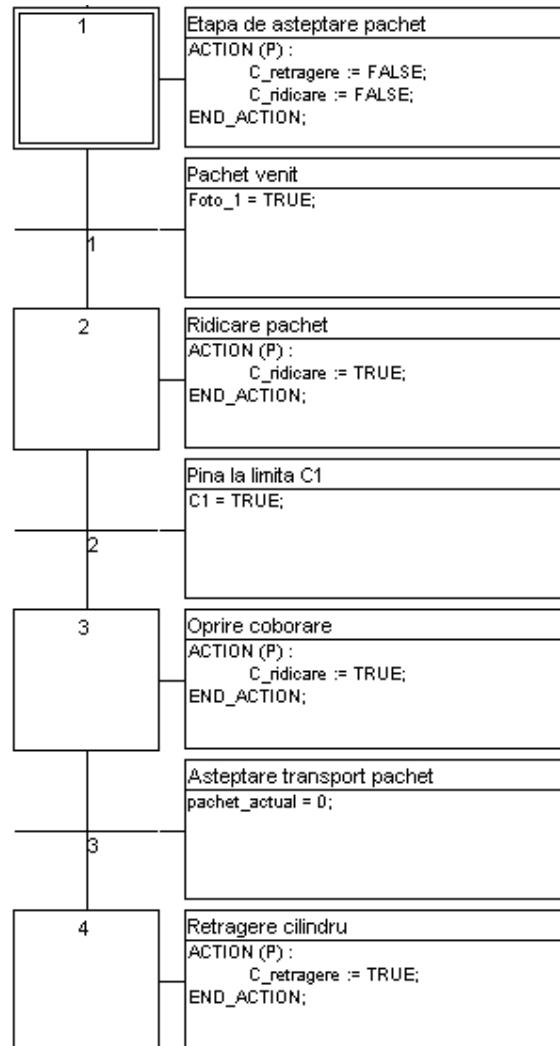 1
Etapa de asteptare pachet
ACTION (P) :
C_retragere := FALSE;
C_ridicare := FALSE;
END_ACTION;
Pachet venit
Foto_1 = TRUE;
1
2
Ridicare pachet
ACTION (P) :
C_ridicare := TRUE;
END_ACTION;
Pina la limita C1
C1 = TRUE;
2
3
Oprire coborare
ACTION (P) :
C_ridicare := TRUE;
END_ACTION;
Asteptare transport pachet
pachet_actual = 0;
3
4
Retragere cilindru
ACTION (P) :
C_retragere := TRUE;
END_ACTION;